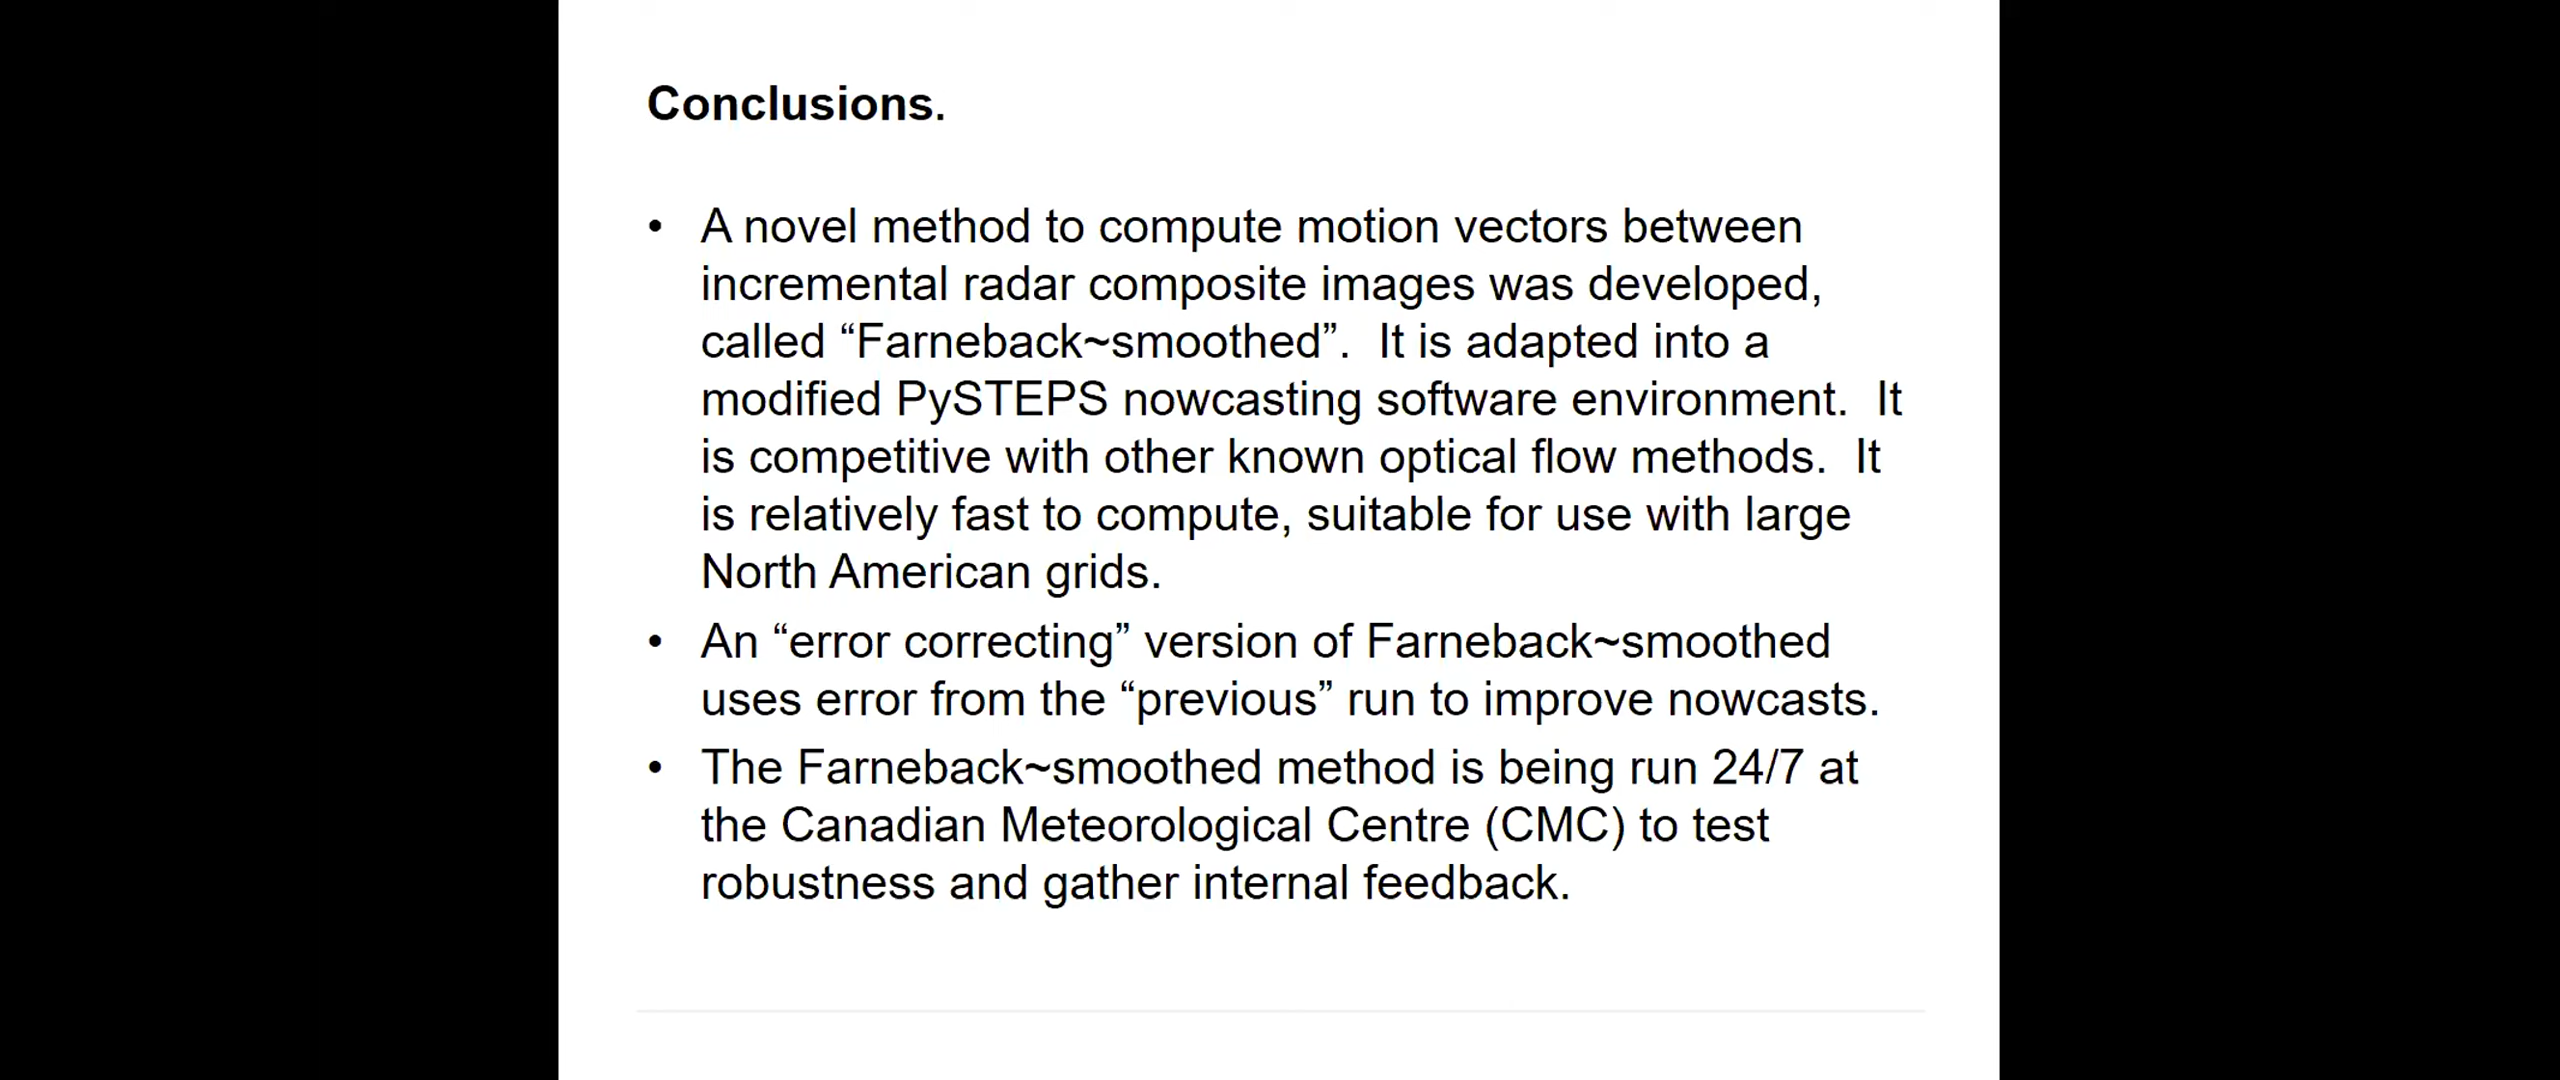 Conclusions.
• A novel method to compute motion vectors between
incremental radar composite images was developed,
called “Farneback~smoothed”.  It is adapted into a
modified PySTEPS nowcasting software environment.  It
is competitive with other known optical flow methods.  It
is relatively fast to compute, suitable for use with large
North American grids.
• An “error correcting” version of Farneback~smoothed
uses error from the “previous” run to improve nowcasts.
• The Farneback~smoothed method is being run 24/7 at
the Canadian Meteorological Centre (CMC) to test
robustness and gather internal feedback.